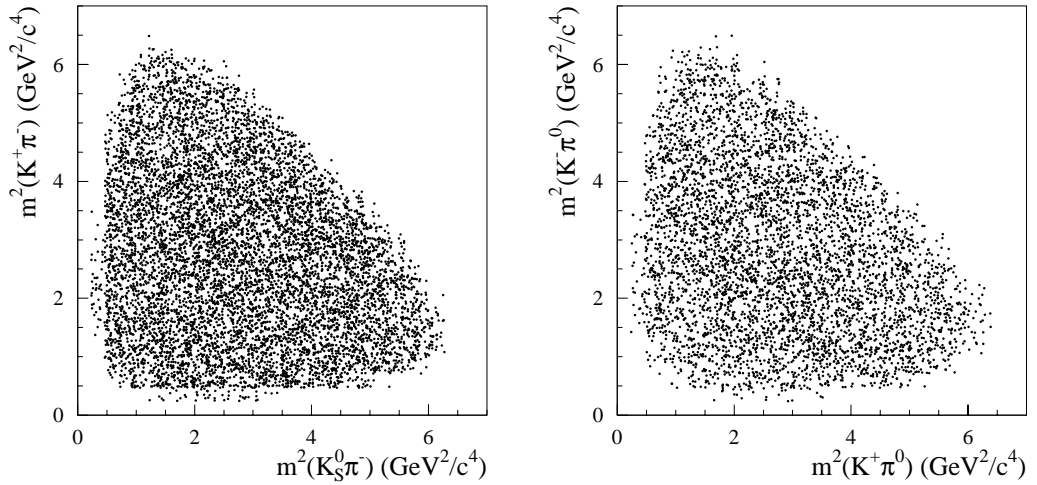 m²(K⁺π⁻) (GeV²/c⁴)
6
4
2
0
0 2 4 6
m²(K⁰_Sπ⁻) (GeV²/c⁴)
m²(K⁻π⁰) (GeV²/c⁴)
6
4
2
0
0 2 4 6
m²(K⁺π⁰) (GeV²/c⁴)